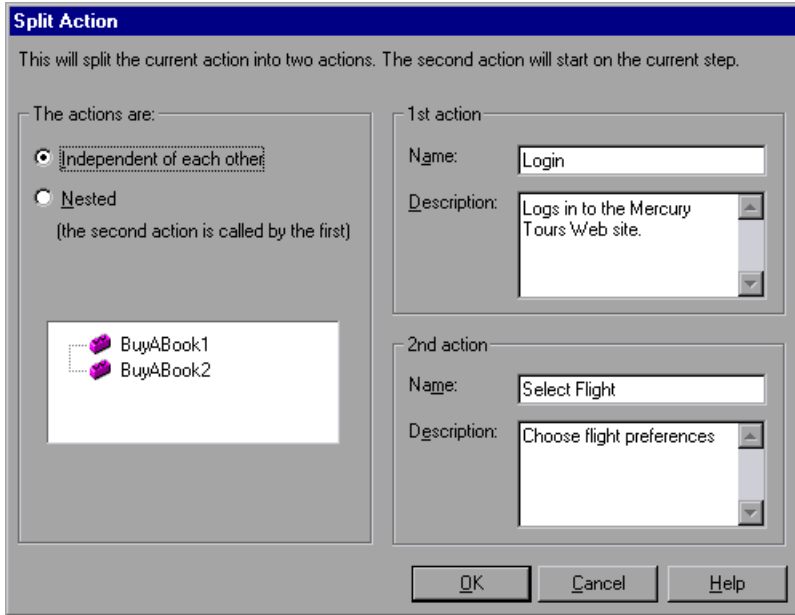 Split Action
This will split the current action into two actions. The second action will start on the current step.
The actions are:
Independent of each other
Nested
(the second action is called by the first)
BuyABook1
BuyABook2
1st action
Name:
Login
Description:
Logs in to the Mercury
Tours Web site.
2nd action
Name:
Select Flight
Description:
Choose flight preferences
OK
Cancel
Help